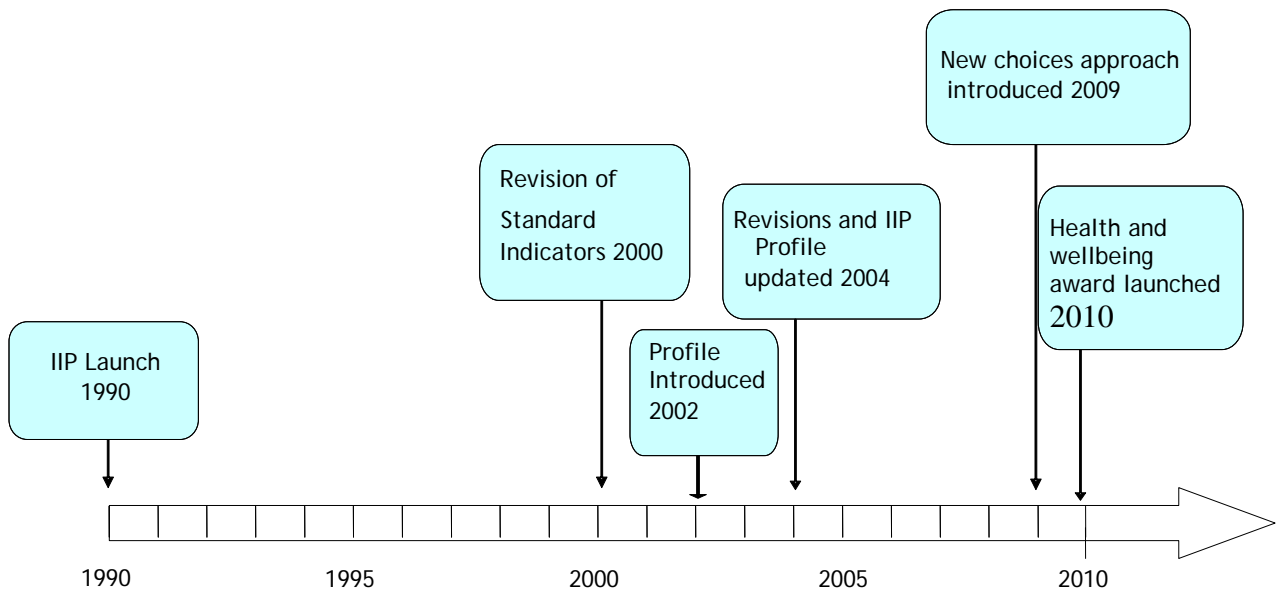 New choices approach
introduced 2009
Revision of
Standard
Indicators 2000
Revisions and IIP
Profile
updated 2004
Health and
wellbeing
award launched
2010
IIP Launch
1990
Profile
Introduced
2002
1990 1995 2000 2005 2010